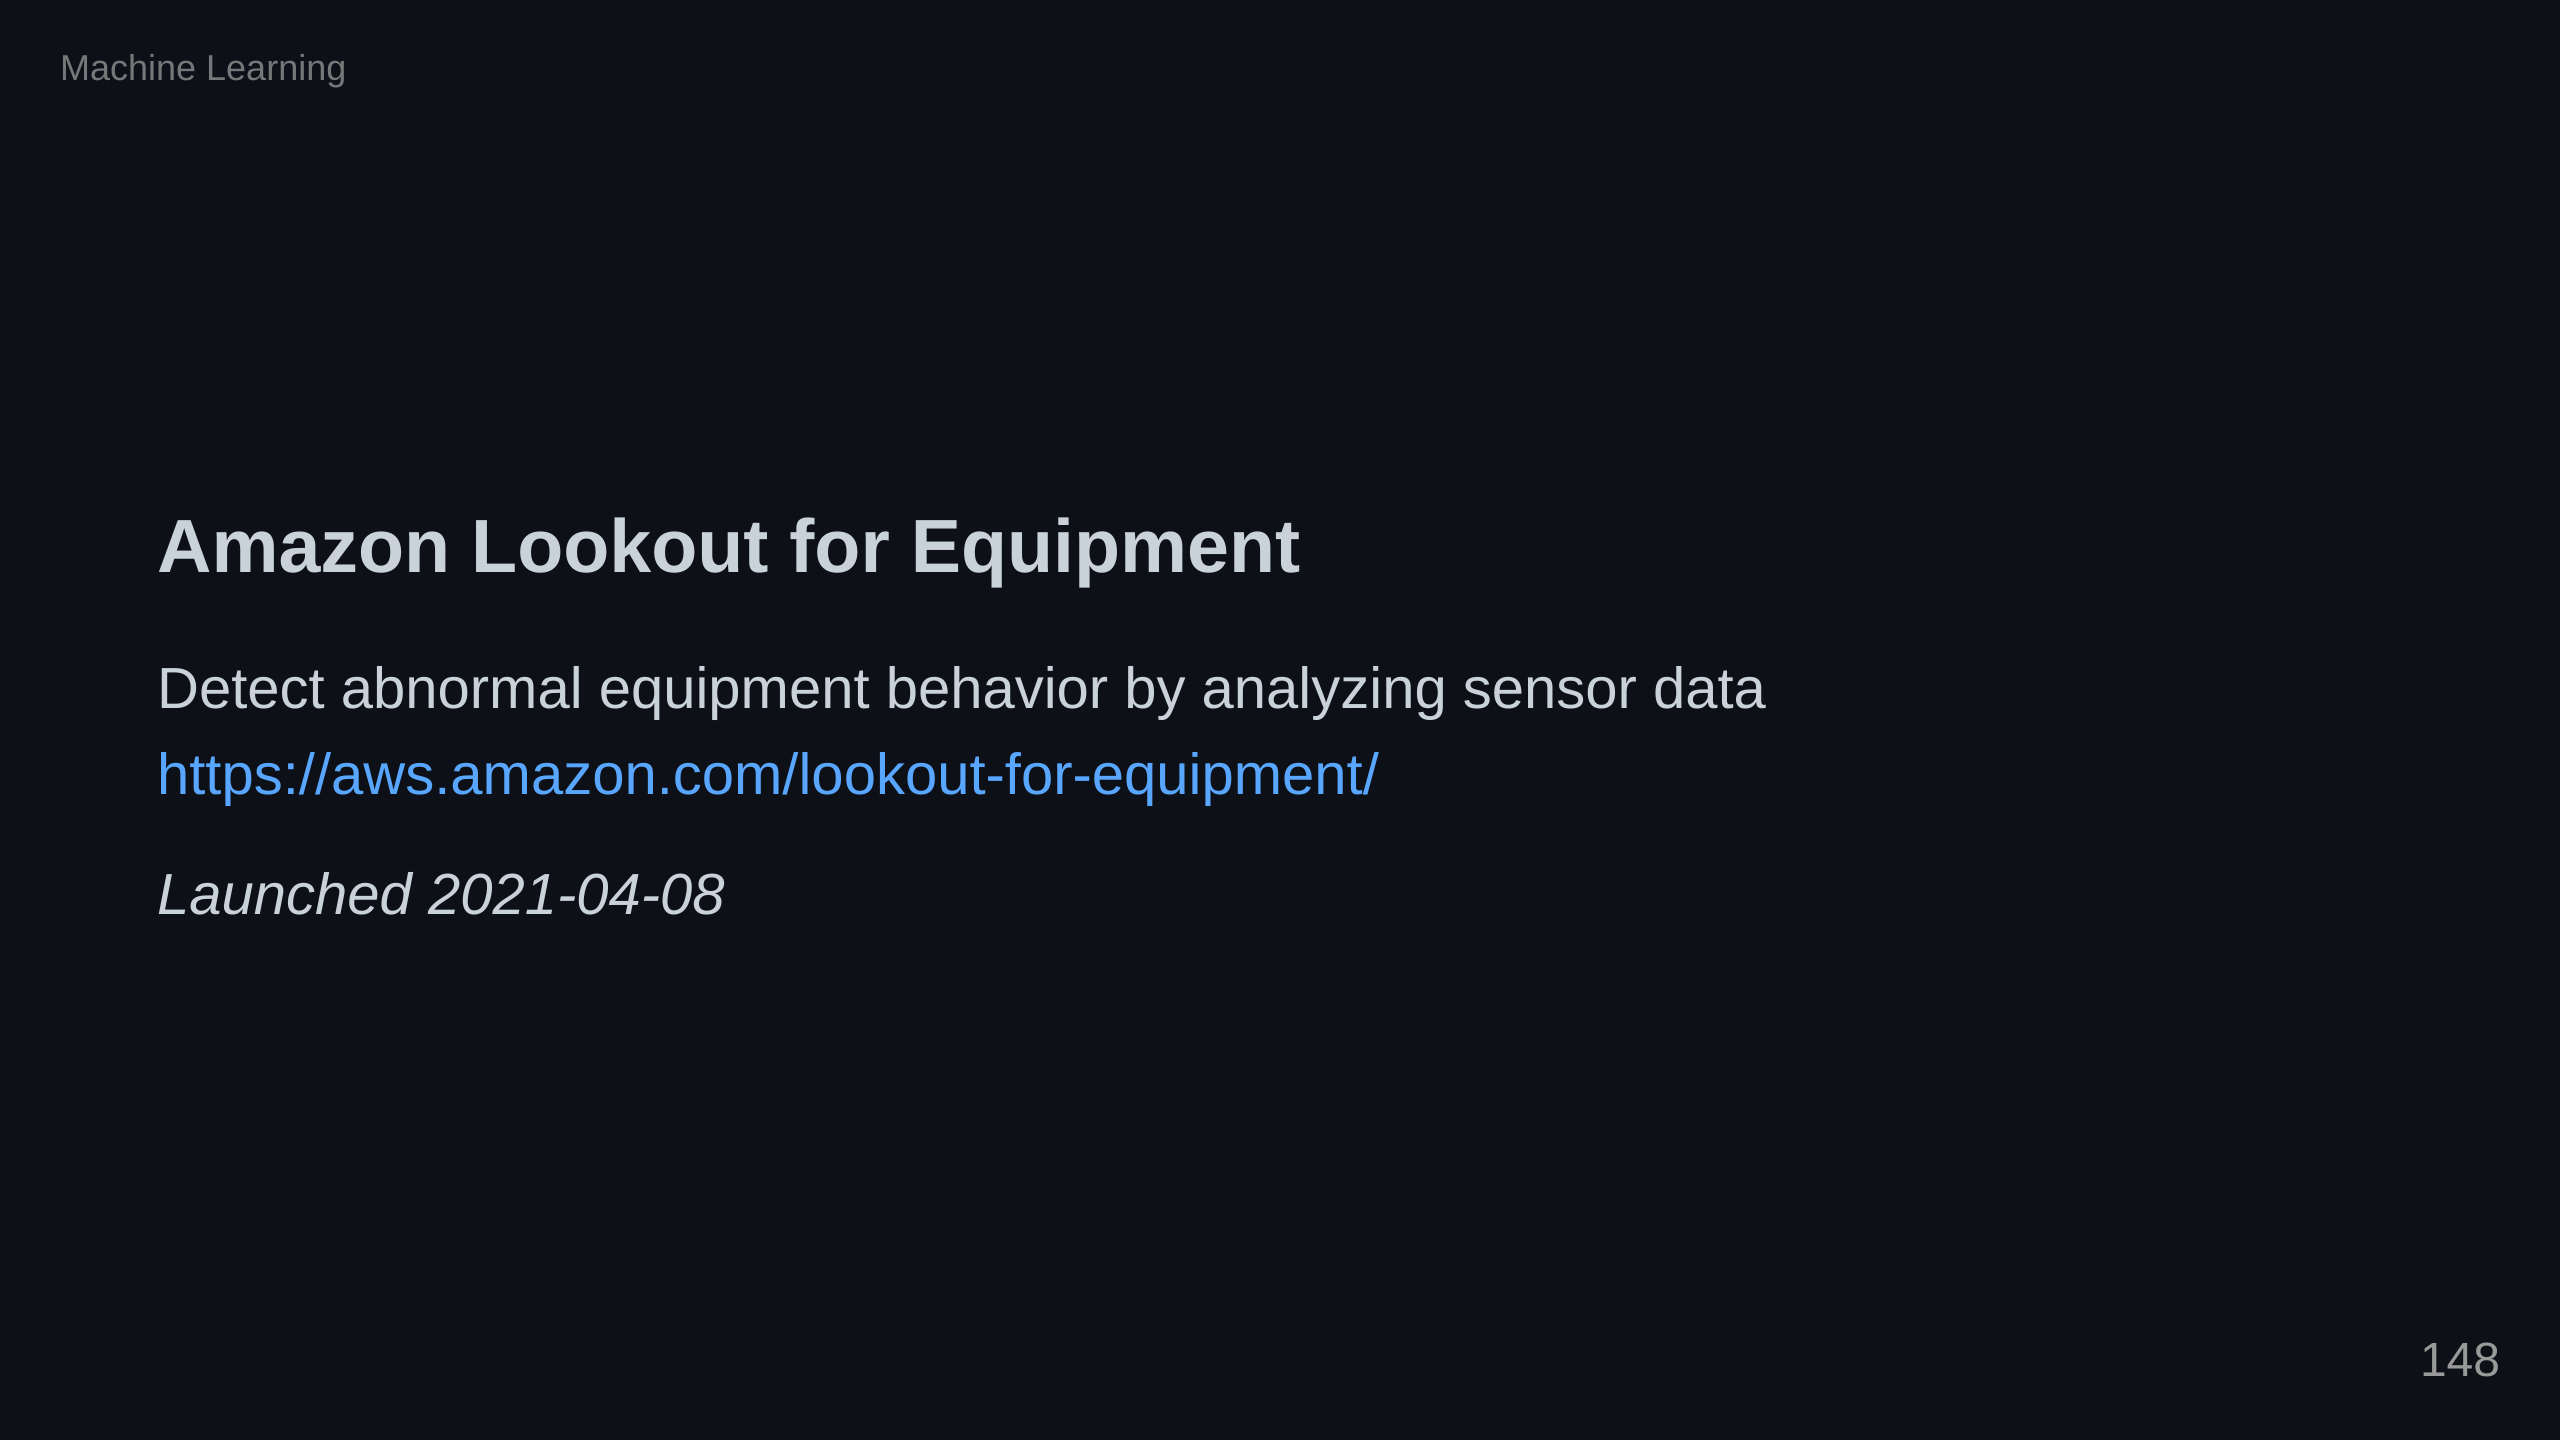 Machine Learning
Amazon Lookout for Equipment
Detect abnormal equipment behavior by analyzing sensor data
https://aws.amazon.com/lookout-for-equipment/
Launched 2021-04-08
148